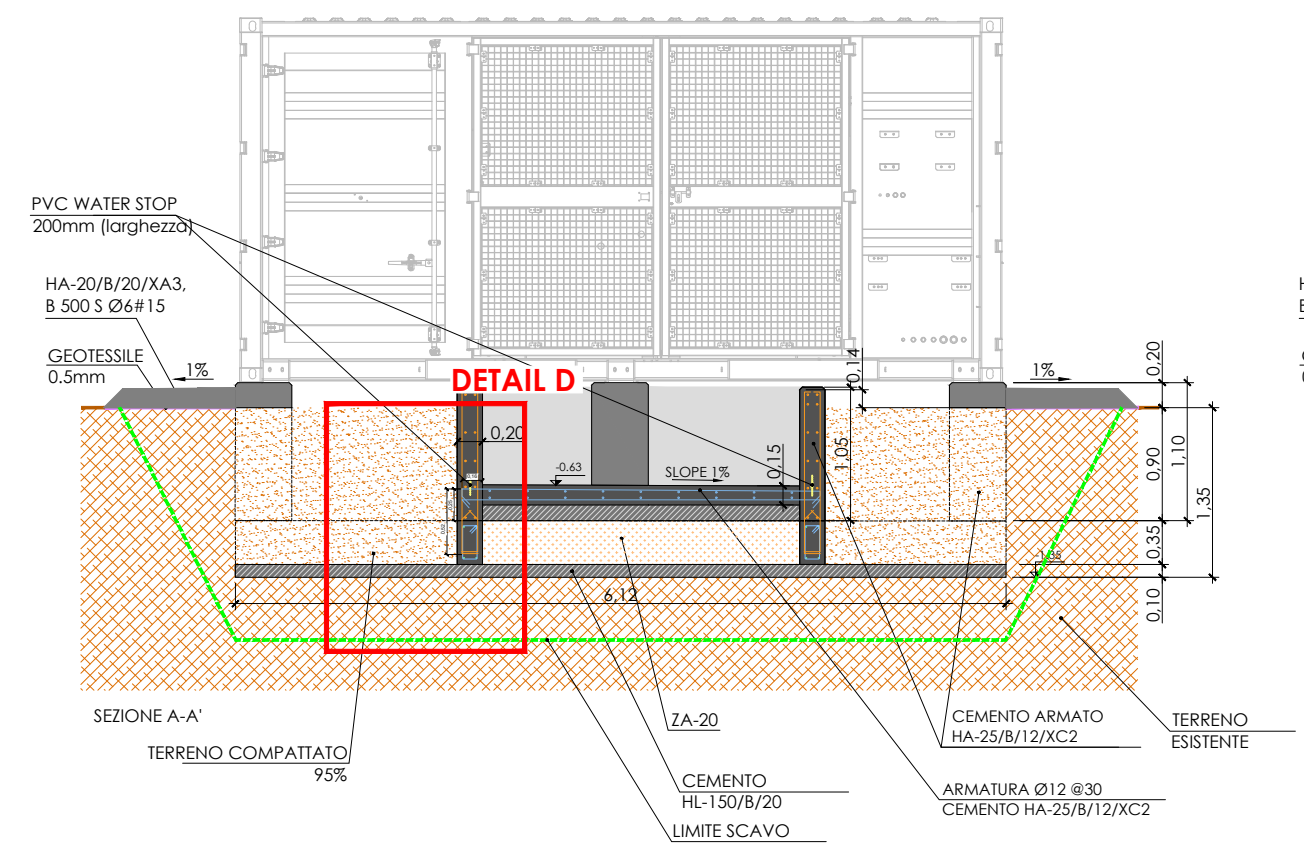 PVC WATER STOP
200mm (larghezza)
HA-20/B/20/XA3,
B 500 S Ø6#15
GEOTESSILE
0.5mm
1%
DETAIL D
0,14
1%
0,20
0,20
-0.63
SLOPE 1%
0,15
1,05
0,90
1,10
1,35
0,35
-1.35
0,10
6,12
SEZIONE A-A'
TERRENO COMPATTATO
95%
ZA-20
CEMENTO
HL-150/B/20
LIMITE SCAVO
CEMENTO ARMATO
HA-25/B/12/XC2
ARMATURA Ø12 @30
CEMENTO HA-25/B/12/XC2
TERRENO
ESISTENTE